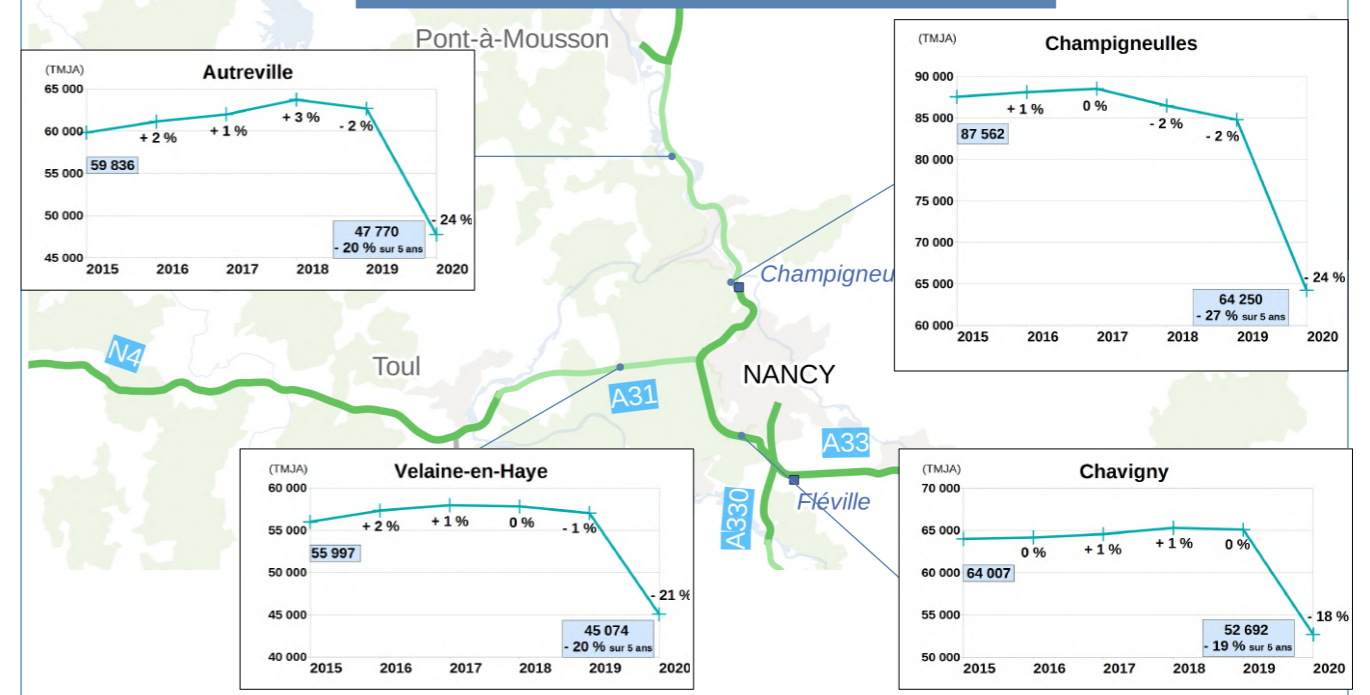 Pont-à-Mousson
(TMJA)
Autreville
65 000
60 000
55 000
50 000
45 000
+ 2 %
+ 1 %
+ 3 %
- 2 %
- 24 %
59 836
47 770
- 20 % sur 5 ans
2015 2016 2017 2018 2019 2020
(TMJA)
Champigneulles
90 000
85 000
80 000
75 000
70 000
65 000
60 000
+ 1 %
0 %
- 2 %
- 2 %
- 24 %
87 562
64 250
- 27 % sur 5 ans
2015 2016 2017 2018 2019 2020
Champigneu
N4
Toul
A31
NANCY
A33
A330
Fléville
(TMJA)
Velaine-en-Haye
60 000
55 000
50 000
45 000
40 000
+ 2 %
+ 1 %
0 %
- 1 %
- 21 %
55 997
45 074
- 20 % sur 5 ans
2015 2016 2017 2018 2019 2020
(TMJA)
Chavigny
70 000
65 000
60 000
55 000
50 000
0 %
+ 1 %
+ 1 %
0 %
- 18 %
64 007
52 692
- 19 % sur 5 ans
2015 2016 2017 2018 2019 2020